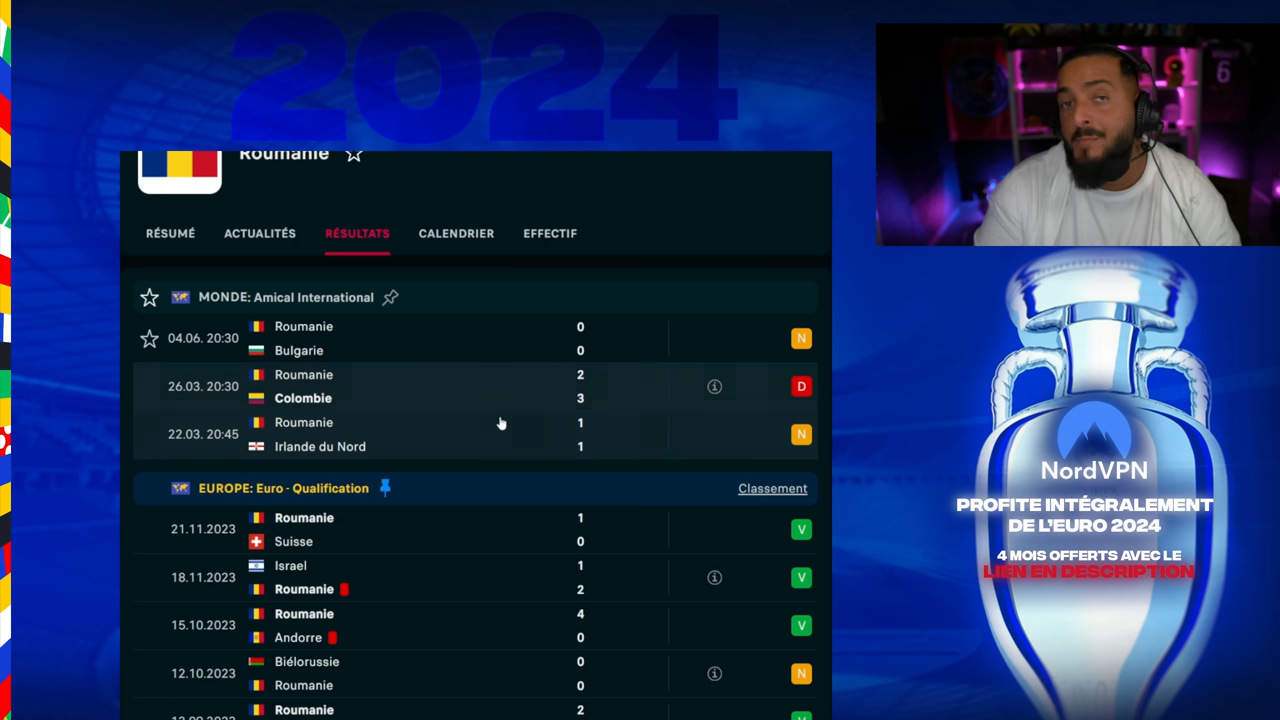 2024
6
Roumanie
RÉSUMÉ ACTUALITÉS RÉSULTATS CALENDRIER EFFECTIF
MONDE: Amical International
04.06. 20:30
Roumanie 0
Bulgarie 0
N
26.03. 20:30
Roumanie 2
Colombie 3
D
22.03. 20:45
Roumanie 1
Irlande du Nord 1
N
EUROPE: Euro - Qualification Classement
21.11.2023
Roumanie 1
Suisse 0
V
18.11.2023
Israel 1
Roumanie 2
V
15.10.2023
Roumanie 4
Andorre 0
V
12.10.2023
Biélorussie 0
Roumanie 0
N
Roumanie 2
NordVPN
PROFITE INTÉGRALEMENT
DE L'EURO 2024
4 MOIS OFFERTS AVEC LE
LIEN EN DESCRIPTION